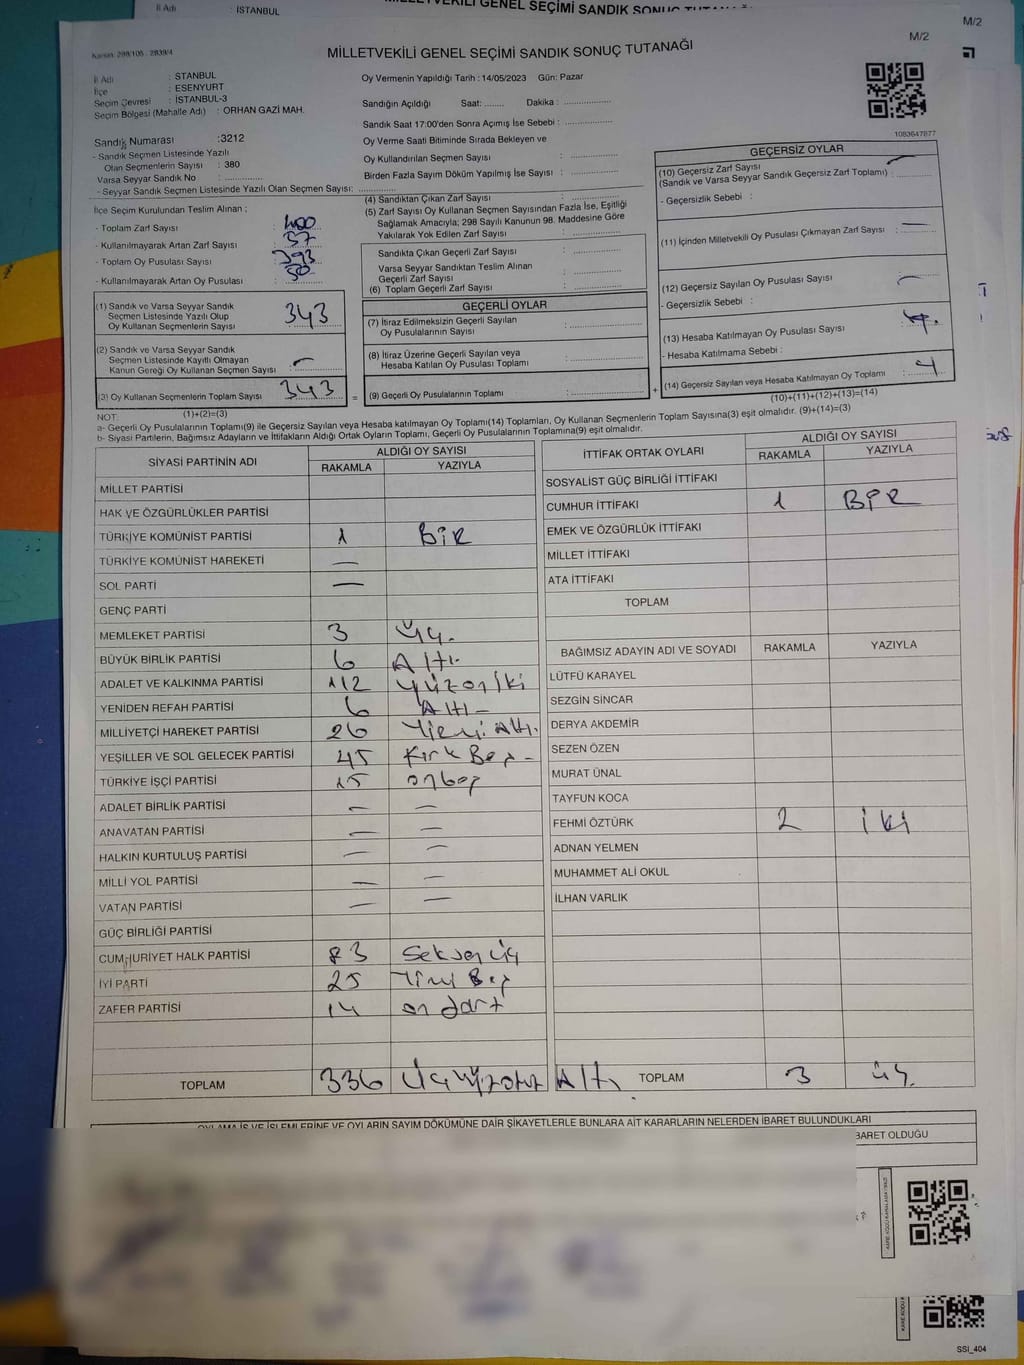 İl Adı : İSTANBUL
M/2
M/2
Kanun: 298/105 - 2839/4
MİLLETVEKİLİ GENEL SEÇİMİ SANDIK SONUÇ TUTANAĞI
İl Adı : İSTANBUL
İlçe : ESENYURT
Seçim Çevresi : İSTANBUL-3
Seçim Bölgesi (Mahalle Adı) : ORHAN GAZİ MAH.
Sandık Numarası :3212
- Sandık Seçmen Listesinde Yazılı
Olan Seçmenlerin Sayısı : 380
Varsa Seyyar Sandık No :
- Seyyar Sandık Seçmen Listesinde Yazılı Olan Seçmen Sayısı:
Oy Vermenin Yapıldığı Tarih : 14/05/2023 Gün: Pazar
Sandığın Açıldığı Saat: ........ Dakika :
Sandık Saat 17:00'den Sonra Açımış İse Sebebi :
Oy Verme Saati Bitiminde Sırada Bekleyen ve
Oy Kullandırılan Seçmen Sayısı :
Birden Fazla Sayım Döküm Yapılmış İse Sayısı :
1083647877
İlçe Seçim Kurulundan Teslim Alınan ;
- Toplam Zarf Sayısı : 400
- Kullanılmayarak Artan Zarf Sayısı : 57
- Toplam Oy Pusulası Sayısı : 393
- Kullanılmayarak Artan Oy Pusulası : 50
(1) Sandık ve Varsa Seyyar Sandık
Seçmen Listesinde Yazılı Olup
Oy Kullanan Seçmenlerin Sayısı : 343
(2) Sandık ve Varsa Seyyar Sandık
Seçmen Listesinde Kayıtlı Olmayan
Kanun Gereği Oy Kullanan Seçmen Sayısı : –
(3) Oy Kullanan Seçmenlerin Toplam Sayısı : 343
(1)+(2)=(3)
(4) Sandıktan Çıkan Zarf Sayısı :
(5) Zarf Sayısı Oy Kullanan Seçmen Sayısından Fazla İse, Eşitliği
Sağlamak Amacıyla; 298 Sayılı Kanunun 98. Maddesine Göre
Yakılarak Yok Edilen Zarf Sayısı :
Sandıkta Çıkan Geçerli Zarf Sayısı :
Varsa Seyyar Sandıktan Teslim Alınan
Geçerli Zarf Sayısı :
(6) Toplam Geçerli Zarf Sayısı :
GEÇERLİ OYLAR
(7) İtiraz Edilmeksizin Geçerli Sayılan
Oy Pusulalarının Sayısı :
(8) İtiraz Üzerine Geçerli Sayılan veya
Hesaba Katılan Oy Pusulası Toplamı :
= (9) Geçerli Oy Pusulalarının Toplamı : +
GEÇERSİZ OYLAR
(10) Geçersiz Zarf Sayısı
(Sandık ve Varsa Seyyar Sandık Geçersiz Zarf Toplamı) : –
- Geçersizlik Sebebi :
(11) İçinden Milletvekili Oy Pusulası Çıkmayan Zarf Sayısı : –
(12) Geçersiz Sayılan Oy Pusulası Sayısı : –
- Geçersizlik Sebebi :
(13) Hesaba Katılmayan Oy Pusulası Sayısı : 4.
- Hesaba Katılmama Sebebi :
(14) Geçersiz Sayılan veya Hesaba Katılmayan Oy Toplamı : 4
(10)+(11)+(12)+(13)=(14)
NOT:
a- Geçerli Oy Pusulalarının Toplamı(9) ile Geçersiz Sayılan veya Hesaba katılmayan Oy Toplamı(14) Toplamları, Oy Kullanan Seçmenlerin Toplam Sayısına(3) eşit olmalıdır. (9)+(14)=(3)
b- Siyasi Partilerin, Bağımsız Adayların ve İttifakların Aldığı Ortak Oyların Toplamı, Geçerli Oy Pusulalarının Toplamına(9) eşit olmalıdır.
SİYASİ PARTİNİN ADI ALDIĞI OY SAYISI
RAKAMLA YAZIYLA
MİLLET PARTİSİ
HAK VE ÖZGÜRLÜKLER PARTİSİ
TÜRKİYE KOMÜNİST PARTİSİ 1 BİR
TÜRKİYE KOMÜNİST HAREKETİ —
SOL PARTİ —
GENÇ PARTİ
MEMLEKET PARTİSİ 3 Üç.
BÜYÜK BİRLİK PARTİSİ 6 Altı.
ADALET VE KALKINMA PARTİSİ 112 Yüzoniki
YENİDEN REFAH PARTİSİ 6 Altı –
MİLLİYETÇİ HAREKET PARTİSİ 26 Yirmi Altı.
YEŞİLLER VE SOL GELECEK PARTİSİ 45 Kırk Beş –
TÜRKİYE İŞÇİ PARTİSİ 15 onbeş
ADALET BİRLİK PARTİSİ — —
ANAVATAN PARTİSİ — —
HALKIN KURTULUŞ PARTİSİ — —
MİLLİ YOL PARTİSİ — —
VATAN PARTİSİ — —
GÜÇ BİRLİĞİ PARTİSİ
CUMHURİYET HALK PARTİSİ 83 Seksen üç
İYİ PARTİ 25 Yirmi Beş
ZAFER PARTİSİ 14 on dört
TOPLAM 336 Üçyüzotuz Altı
İTTİFAK ORTAK OYLARI ALDIĞI OY SAYISI
RAKAMLA YAZIYLA
SOSYALİST GÜÇ BİRLİĞİ İTTİFAKI
CUMHUR İTTİFAKI 1 BİR
EMEK VE ÖZGÜRLÜK İTTİFAKI
MİLLET İTTİFAKI
ATA İTTİFAKI
TOPLAM
BAĞIMSIZ ADAYIN ADI VE SOYADI RAKAMLA YAZIYLA
LÜTFÜ KARAYEL
SEZGİN SİNCAR
DERYA AKDEMİR
SEZEN ÖZEN
MURAT ÜNAL
TAYFUN KOCA
FEHMİ ÖZTÜRK 2 iki
ADNAN YELMEN
MUHAMMET ALİ OKUL
İLHAN VARLIK
TOPLAM 3 üç.
OYLAMA İŞ VE İŞLEMLERİNE VE OYLARIN SAYIM DÖKÜMÜNE DAİR ŞİKAYETLERLE BUNLARA AİT KARARLARIN NELERDEN İBARET BULUNDUKLARI
BARET OLDUĞU
SSI_404